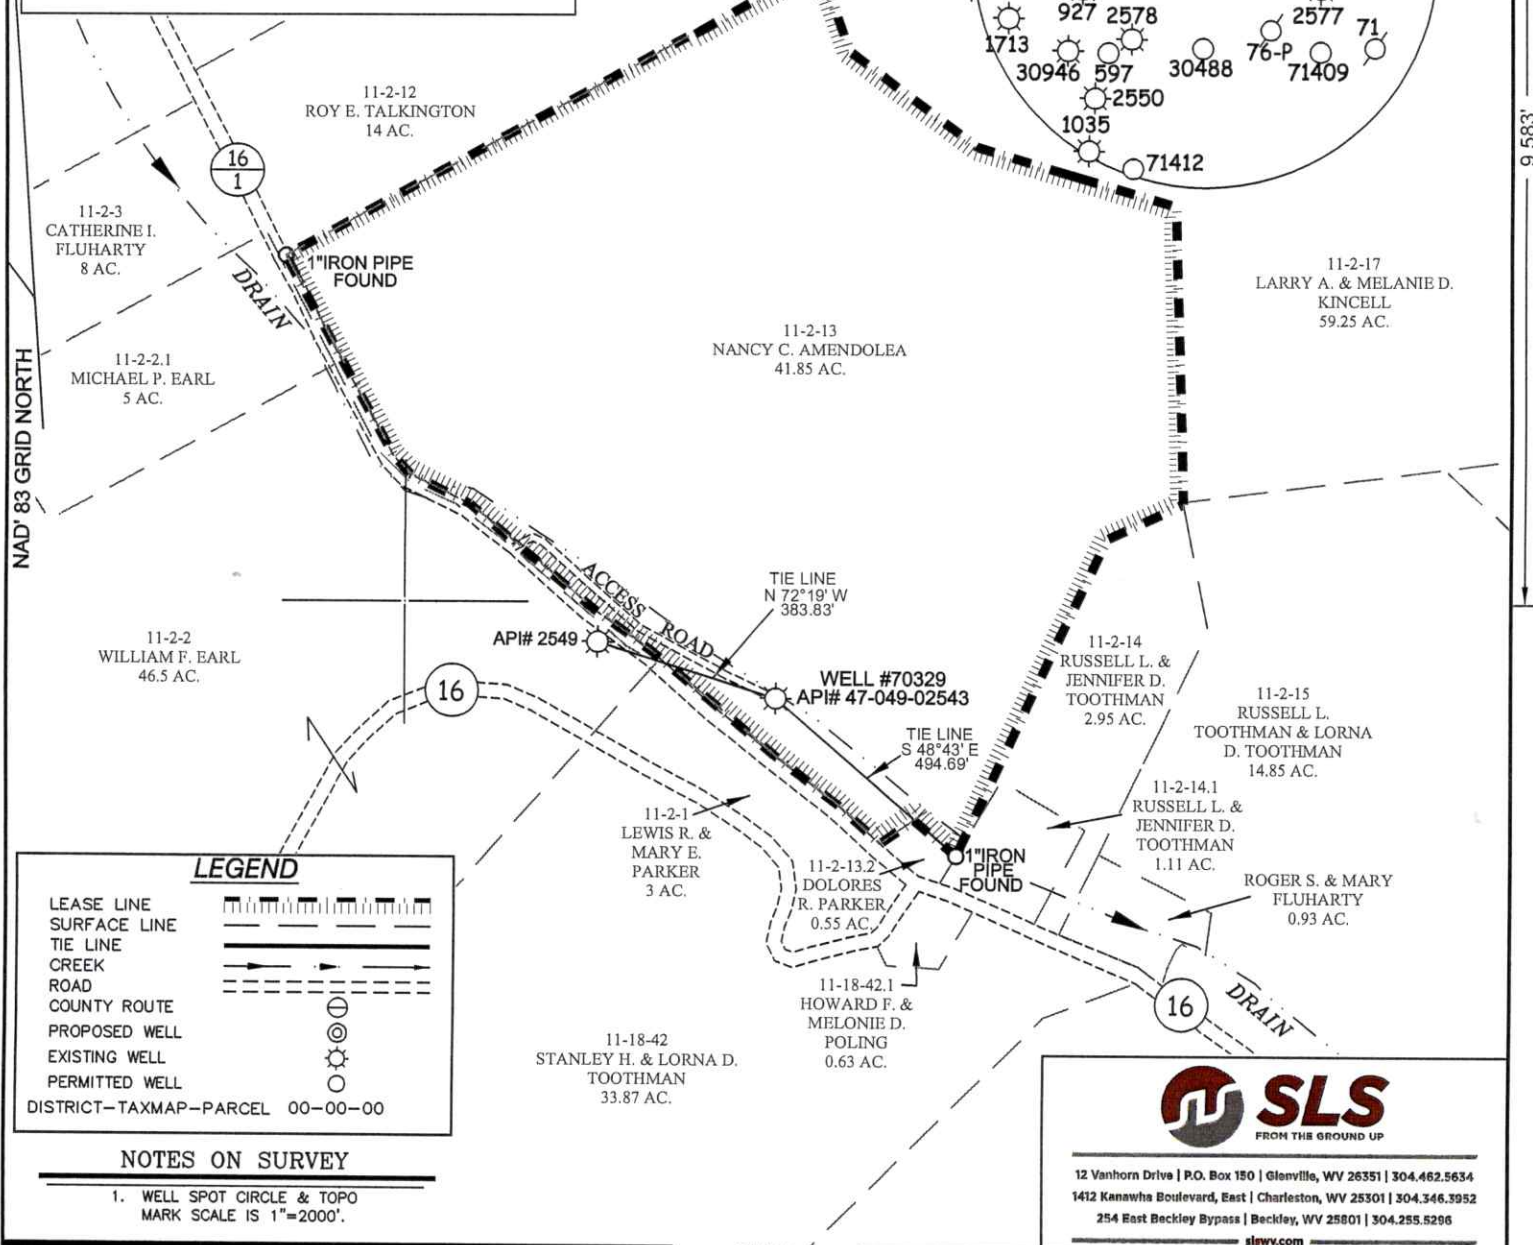 927
2578
2577
71
1713
30946
597
30488
76-P
71409
2550
1035
71412
9,583'
11-2-12
ROY E. TALKINGTON
14 AC.
16
1
11-2-3
CATHERINE I.
FLUHARTY
8 AC.
1"IRON PIPE
FOUND
DRAIN
11-2-17
LARRY A. & MELANIE D.
KINCELL
59.25 AC.
11-2-13
NANCY C. AMENDOLEA
41.85 AC.
11-2-2.1
MICHAEL P. EARL
5 AC.
NAD' 83 GRID NORTH
ACCESS ROAD
TIE LINE
N 72°19' W
383.83'
API# 2549
11-2-2
WILLIAM F. EARL
46.5 AC.
16
WELL #70329
API# 47-049-02543
11-2-14
RUSSELL L. &
JENNIFER D.
TOOTHMAN
2.95 AC.
11-2-15
RUSSELL L.
TOOTHMAN & LORNA
D. TOOTHMAN
14.85 AC.
TIE LINE
S 48°43' E
494.69'
11-2-14.1
RUSSELL L. &
JENNIFER D.
TOOTHMAN
1.11 AC.
11-2-1
LEWIS R. &
MARY E.
PARKER
3 AC.
11-2-13.2
DOLORES
R. PARKER
0.55 AC.
1"IRON
PIPE
FOUND
ROGER S. & MARY
FLUHARTY
0.93 AC.
11-18-42.1
HOWARD F. &
MELONIE D.
POLING
0.63 AC.
16
DRAIN
11-18-42
STANLEY H. & LORNA D.
TOOTHMAN
33.87 AC.
LEGEND
LEASE LINE
SURFACE LINE
TIE LINE
CREEK
ROAD
COUNTY ROUTE
PROPOSED WELL
EXISTING WELL
PERMITTED WELL
DISTRICT-TAXMAP-PARCEL 00-00-00
NOTES ON SURVEY
1. WELL SPOT CIRCLE & TOPO
MARK SCALE IS 1"=2000'.
SLS
FROM THE GROUND UP
12 Vanhorn Drive | P.O. Box 150 | Glenville, WV 26351 | 304.462.5634
1412 Kanawha Boulevard, East | Charleston, WV 25301 | 304.346.3952
254 East Beckley Bypass | Beckley, WV 25801 | 304.255.5296
slswv.com